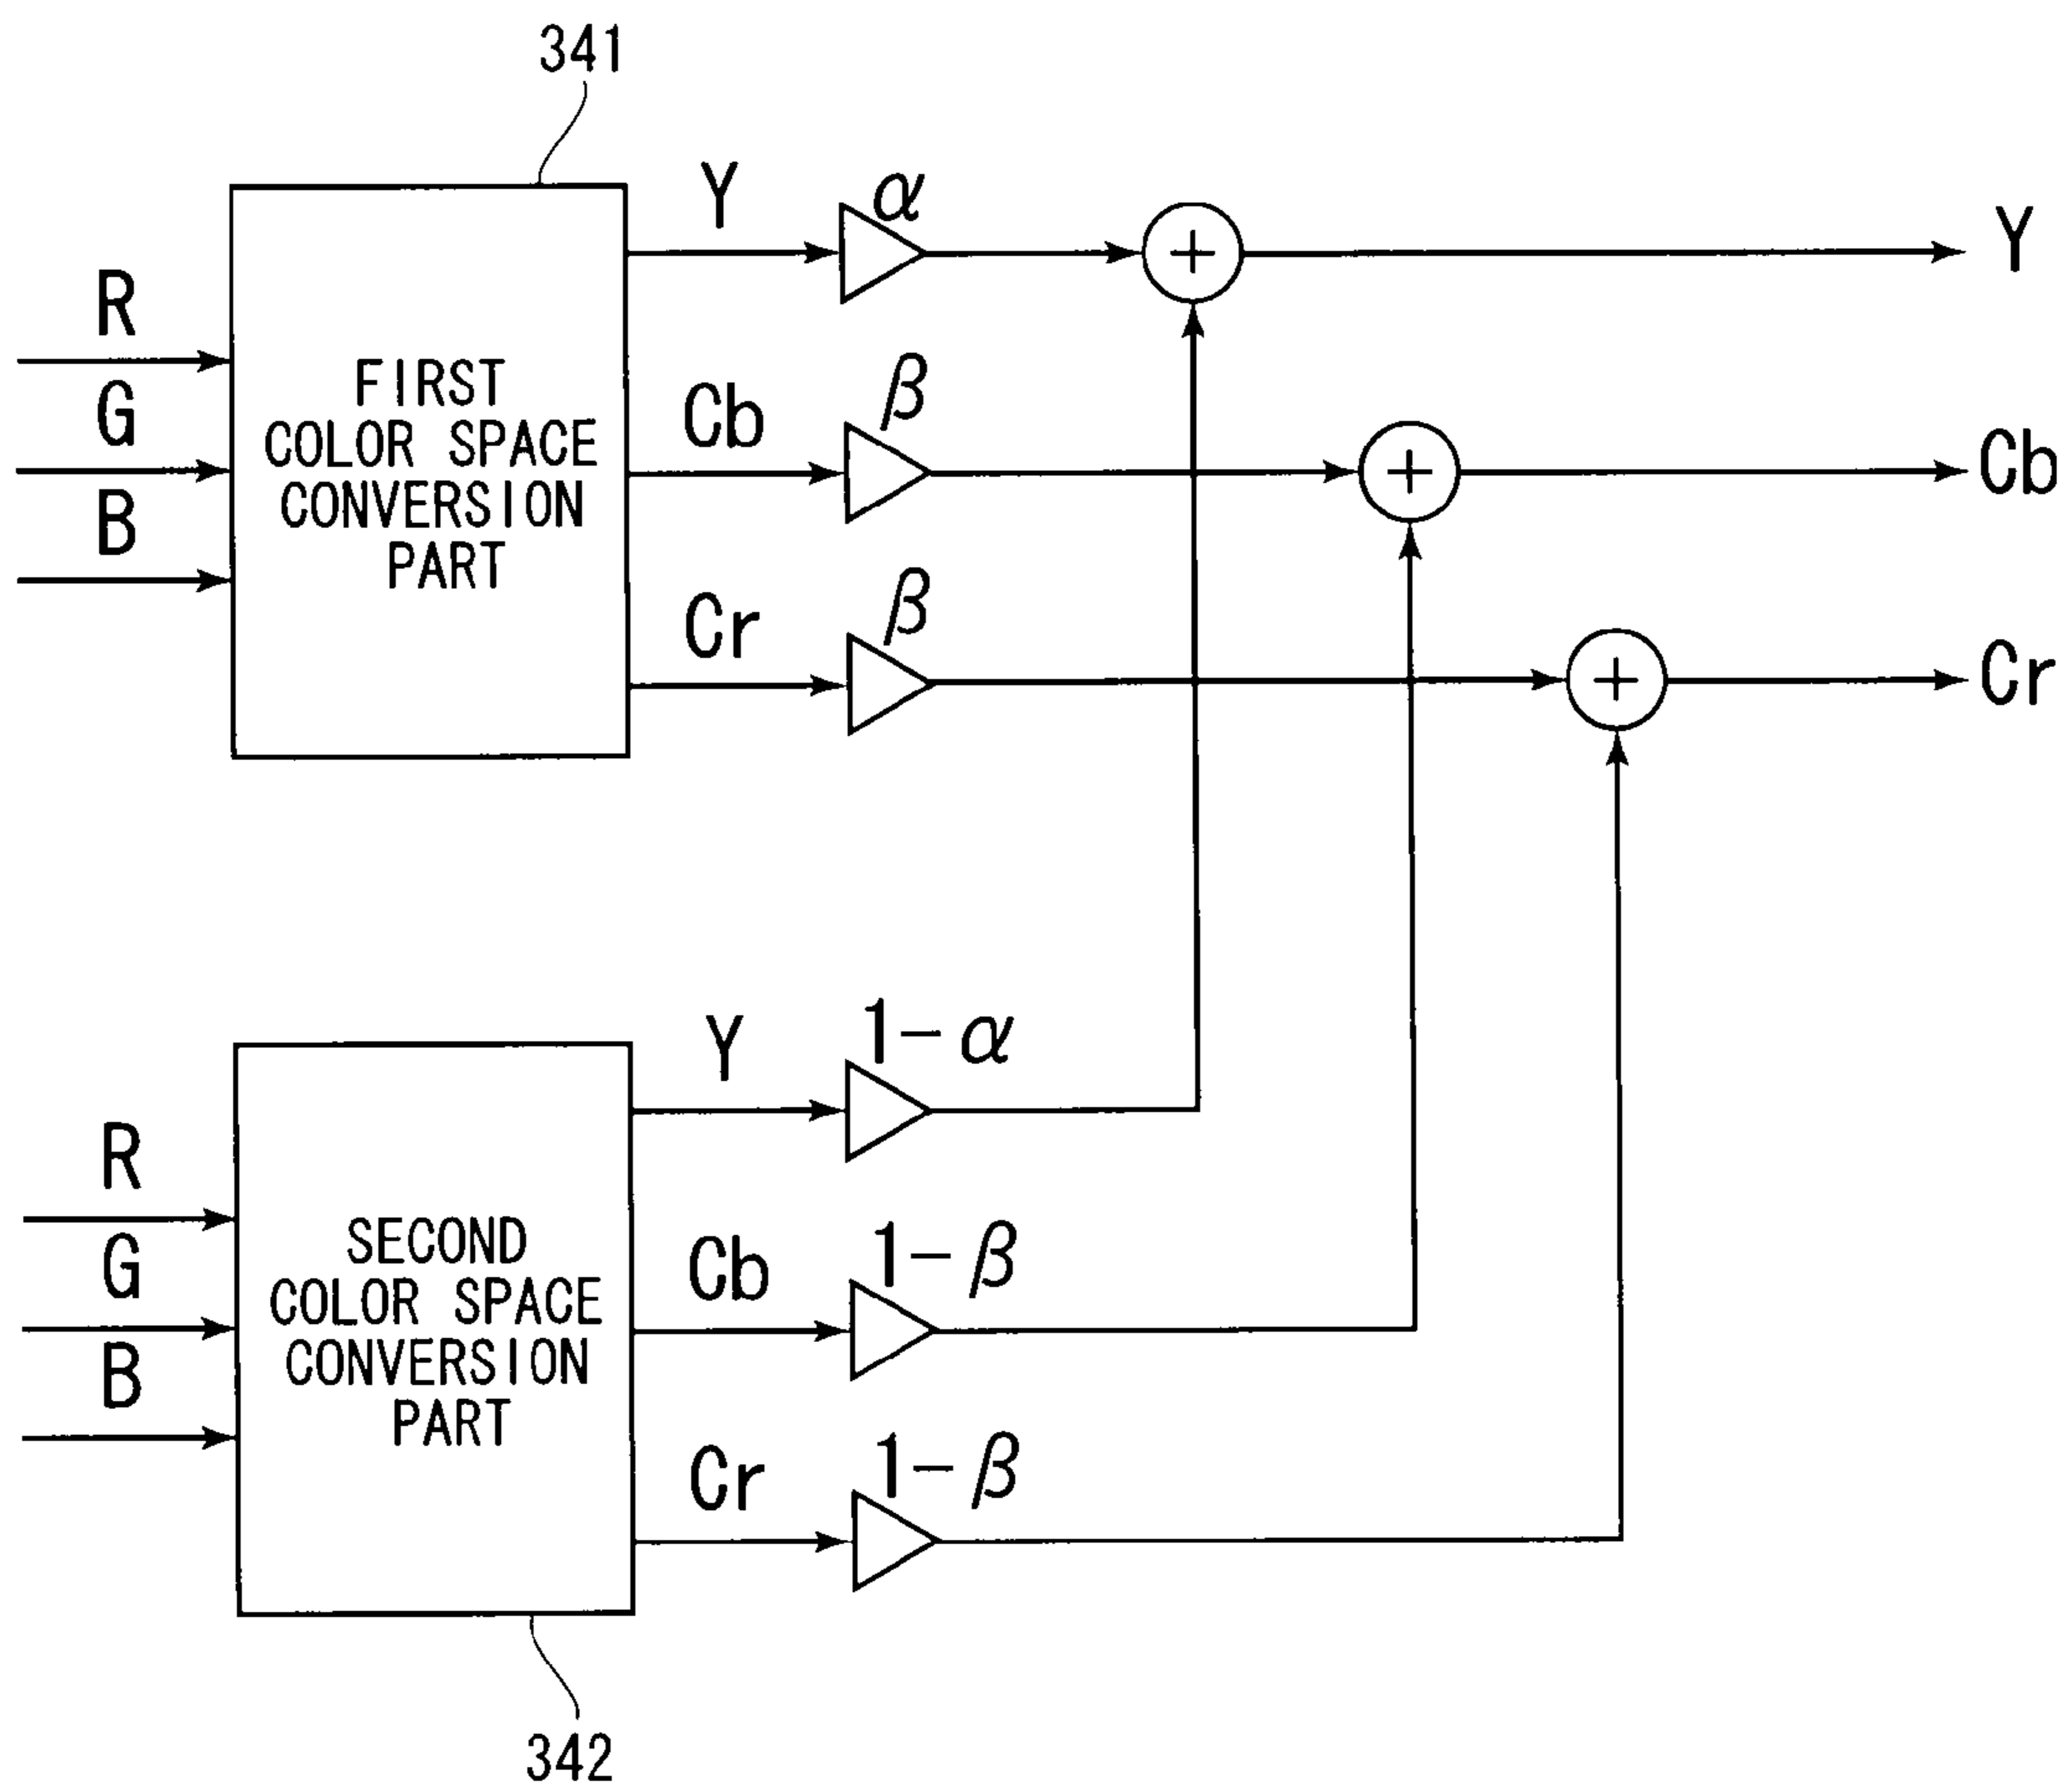 341
Y
α
Y
R
FIRST
COLOR SPACE
CONVERSION
PART
G
Cb
β
Cb
B
Cr
β
Cr
Y
1-α
R
SECOND
COLOR SPACE
CONVERSION
PART
G
Cb
1-β
B
Cr
1-β
342